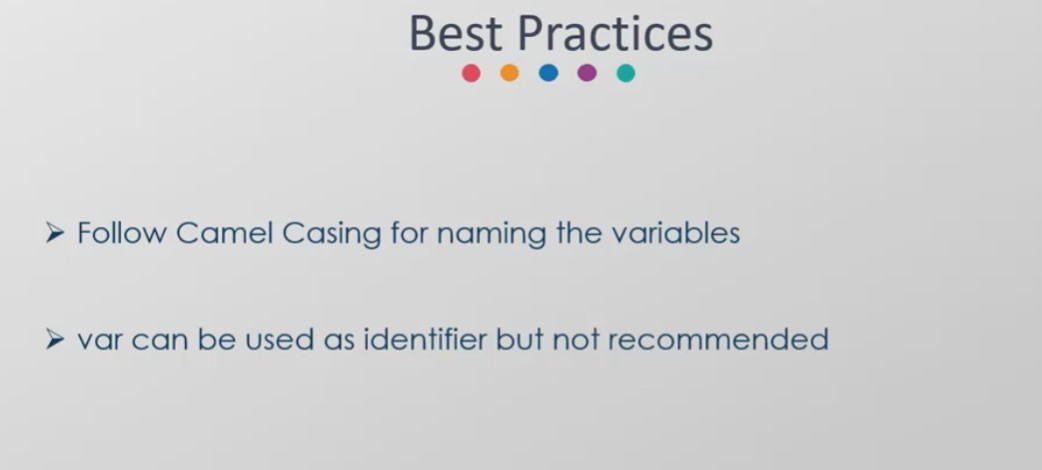 Best Practices
➢ Follow Camel Casing for naming the variables
➢ var can be used as identifier but not recommended